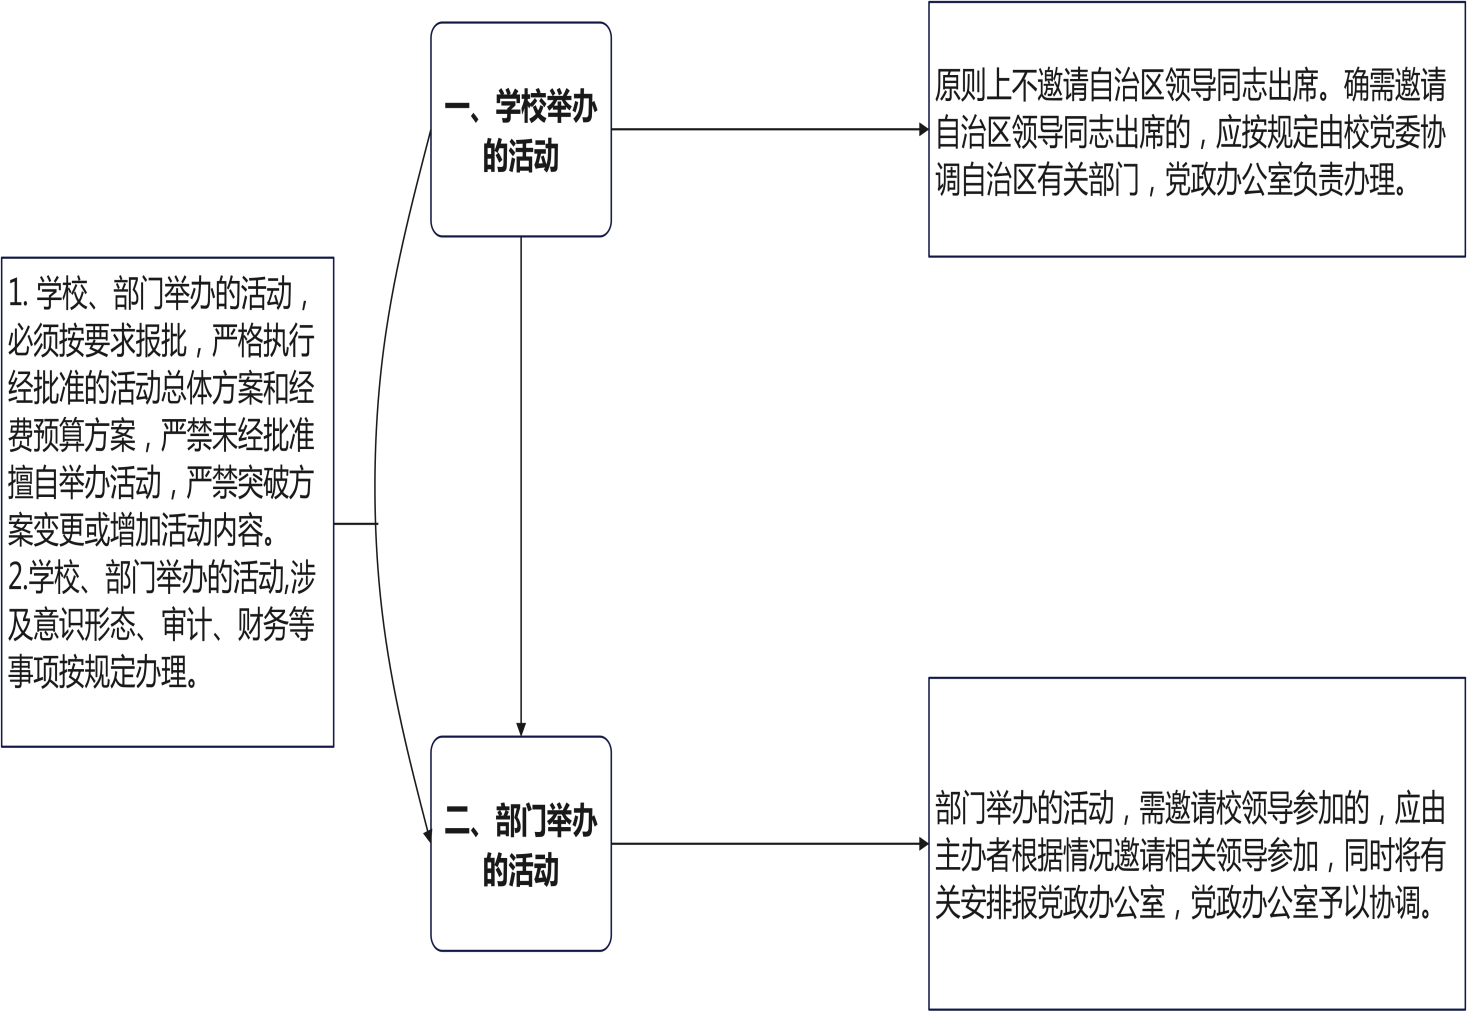 一、学校举办
的活动
原则上不邀请自治区领导同志出席。确需邀请
自治区领导同志出席的，应按规定由校党委协
调自治区有关部门，党政办公室负责办理。
1. 学校、部门举办的活动，
必须按要求报批，严格执行
经批准的活动总体方案和经
费预算方案，严禁未经批准
擅自举办活动，严禁突破方
案变更或增加活动内容。
2.学校、部门举办的活动,涉
及意识形态、审计、财务等
事项按规定办理。
二、部门举办
的活动
部门举办的活动，需邀请校领导参加的，应由
主办者根据情况邀请相关领导参加，同时将有
关安排报党政办公室，党政办公室予以协调。